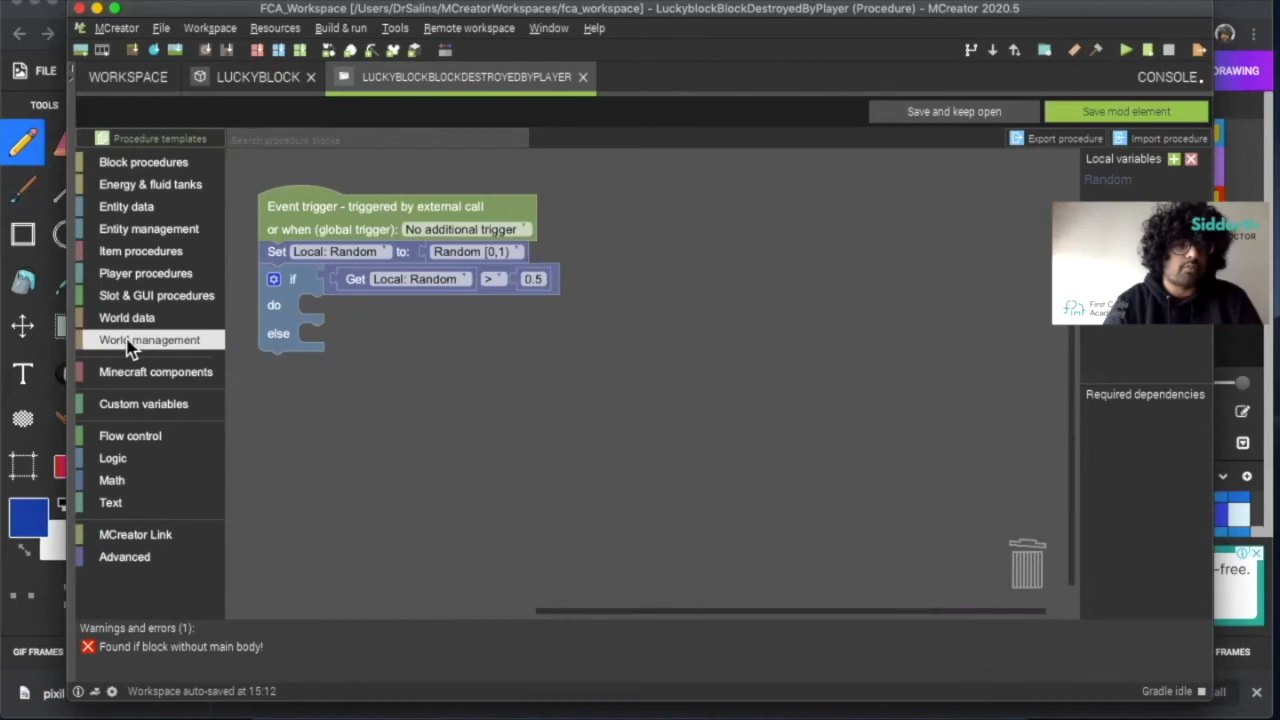 FCA_Workspace [/Users/DrSalins/MCreatorWorkspaces/fca_workspace] - LuckyblockBlockDestroyedByPlayer (Procedure) - MCreator 2020.5
MCreator File Workspace Resources Build & run Tools Remote workspace Window Help
FILE
WORKSPACE LUCKYBLOCK LUCKYBLOCKBLOCKDESTROYEDBYPLAYER CONSOLE
DRAWING
TOOLS
Save and keep open
Save mod element
Procedure templates
Search procedure blocks
Export procedure
Import procedure
Block procedures
Energy & fluid tanks
Entity data
Entity management
Item procedures
Player procedures
Slot & GUI procedures
World data
World management
Minecraft components
Custom variables
Flow control
Logic
Math
Text
MCreator Link
Advanced
Event trigger - triggered by external call
or when (global trigger): No additional trigger
Set Local: Random to: Random [0,1)
if Get Local: Random > 0.5
do
else
Local variables
Random
Required dependencies
-free.
Warnings and errors (1):
Found if block without main body!
GIF FRAMES
FRAMES
Workspace auto-saved at 15:12
Gradle idle
pixil
all